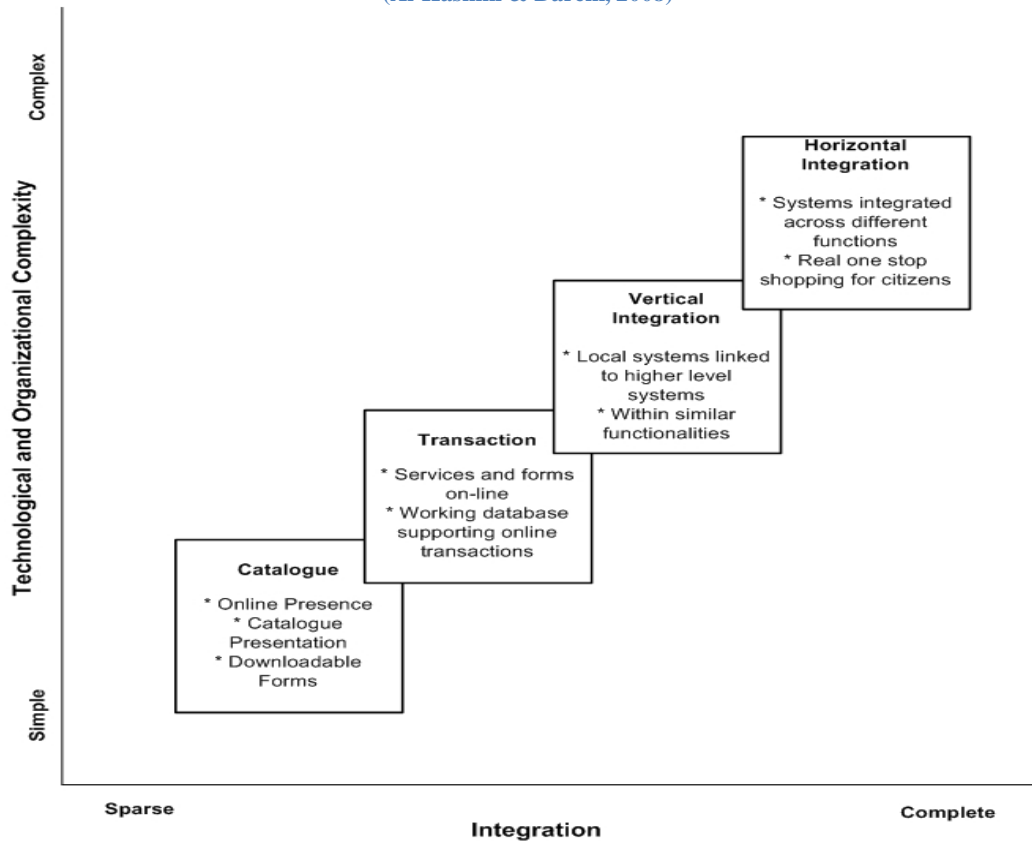 Complex
Technological and Organizational Complexity
Simple
Horizontal
Integration
* Systems integrated
across different
functions
* Real one stop
shopping for citizens
Vertical
Integration
* Local systems linked
to higher level
systems
* Within similar
functionalities
Transaction
* Services and forms
on-line
* Working database
supporting online
transactions
Catalogue
* Online Presence
* Catalogue
Presentation
* Downloadable
Forms
Sparse
Complete
Integration